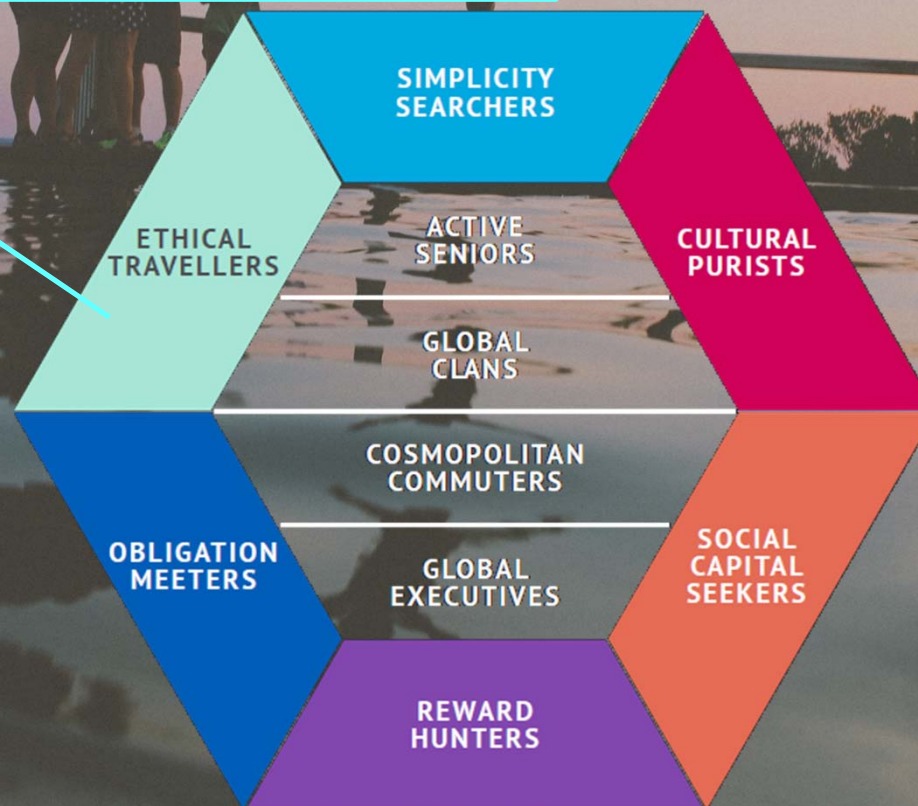 SIMPLICITY
SEARCHERS
ETHICAL
TRAVELLERS
ACTIVE
SENIORS
CULTURAL
PURISTS
GLOBAL
CLANS
COSMOPOLITAN
COMMUTERS
OBLIGATION
MEETERS
GLOBAL
EXECUTIVES
SOCIAL
CAPITAL
SEEKERS
REWARD
HUNTERS